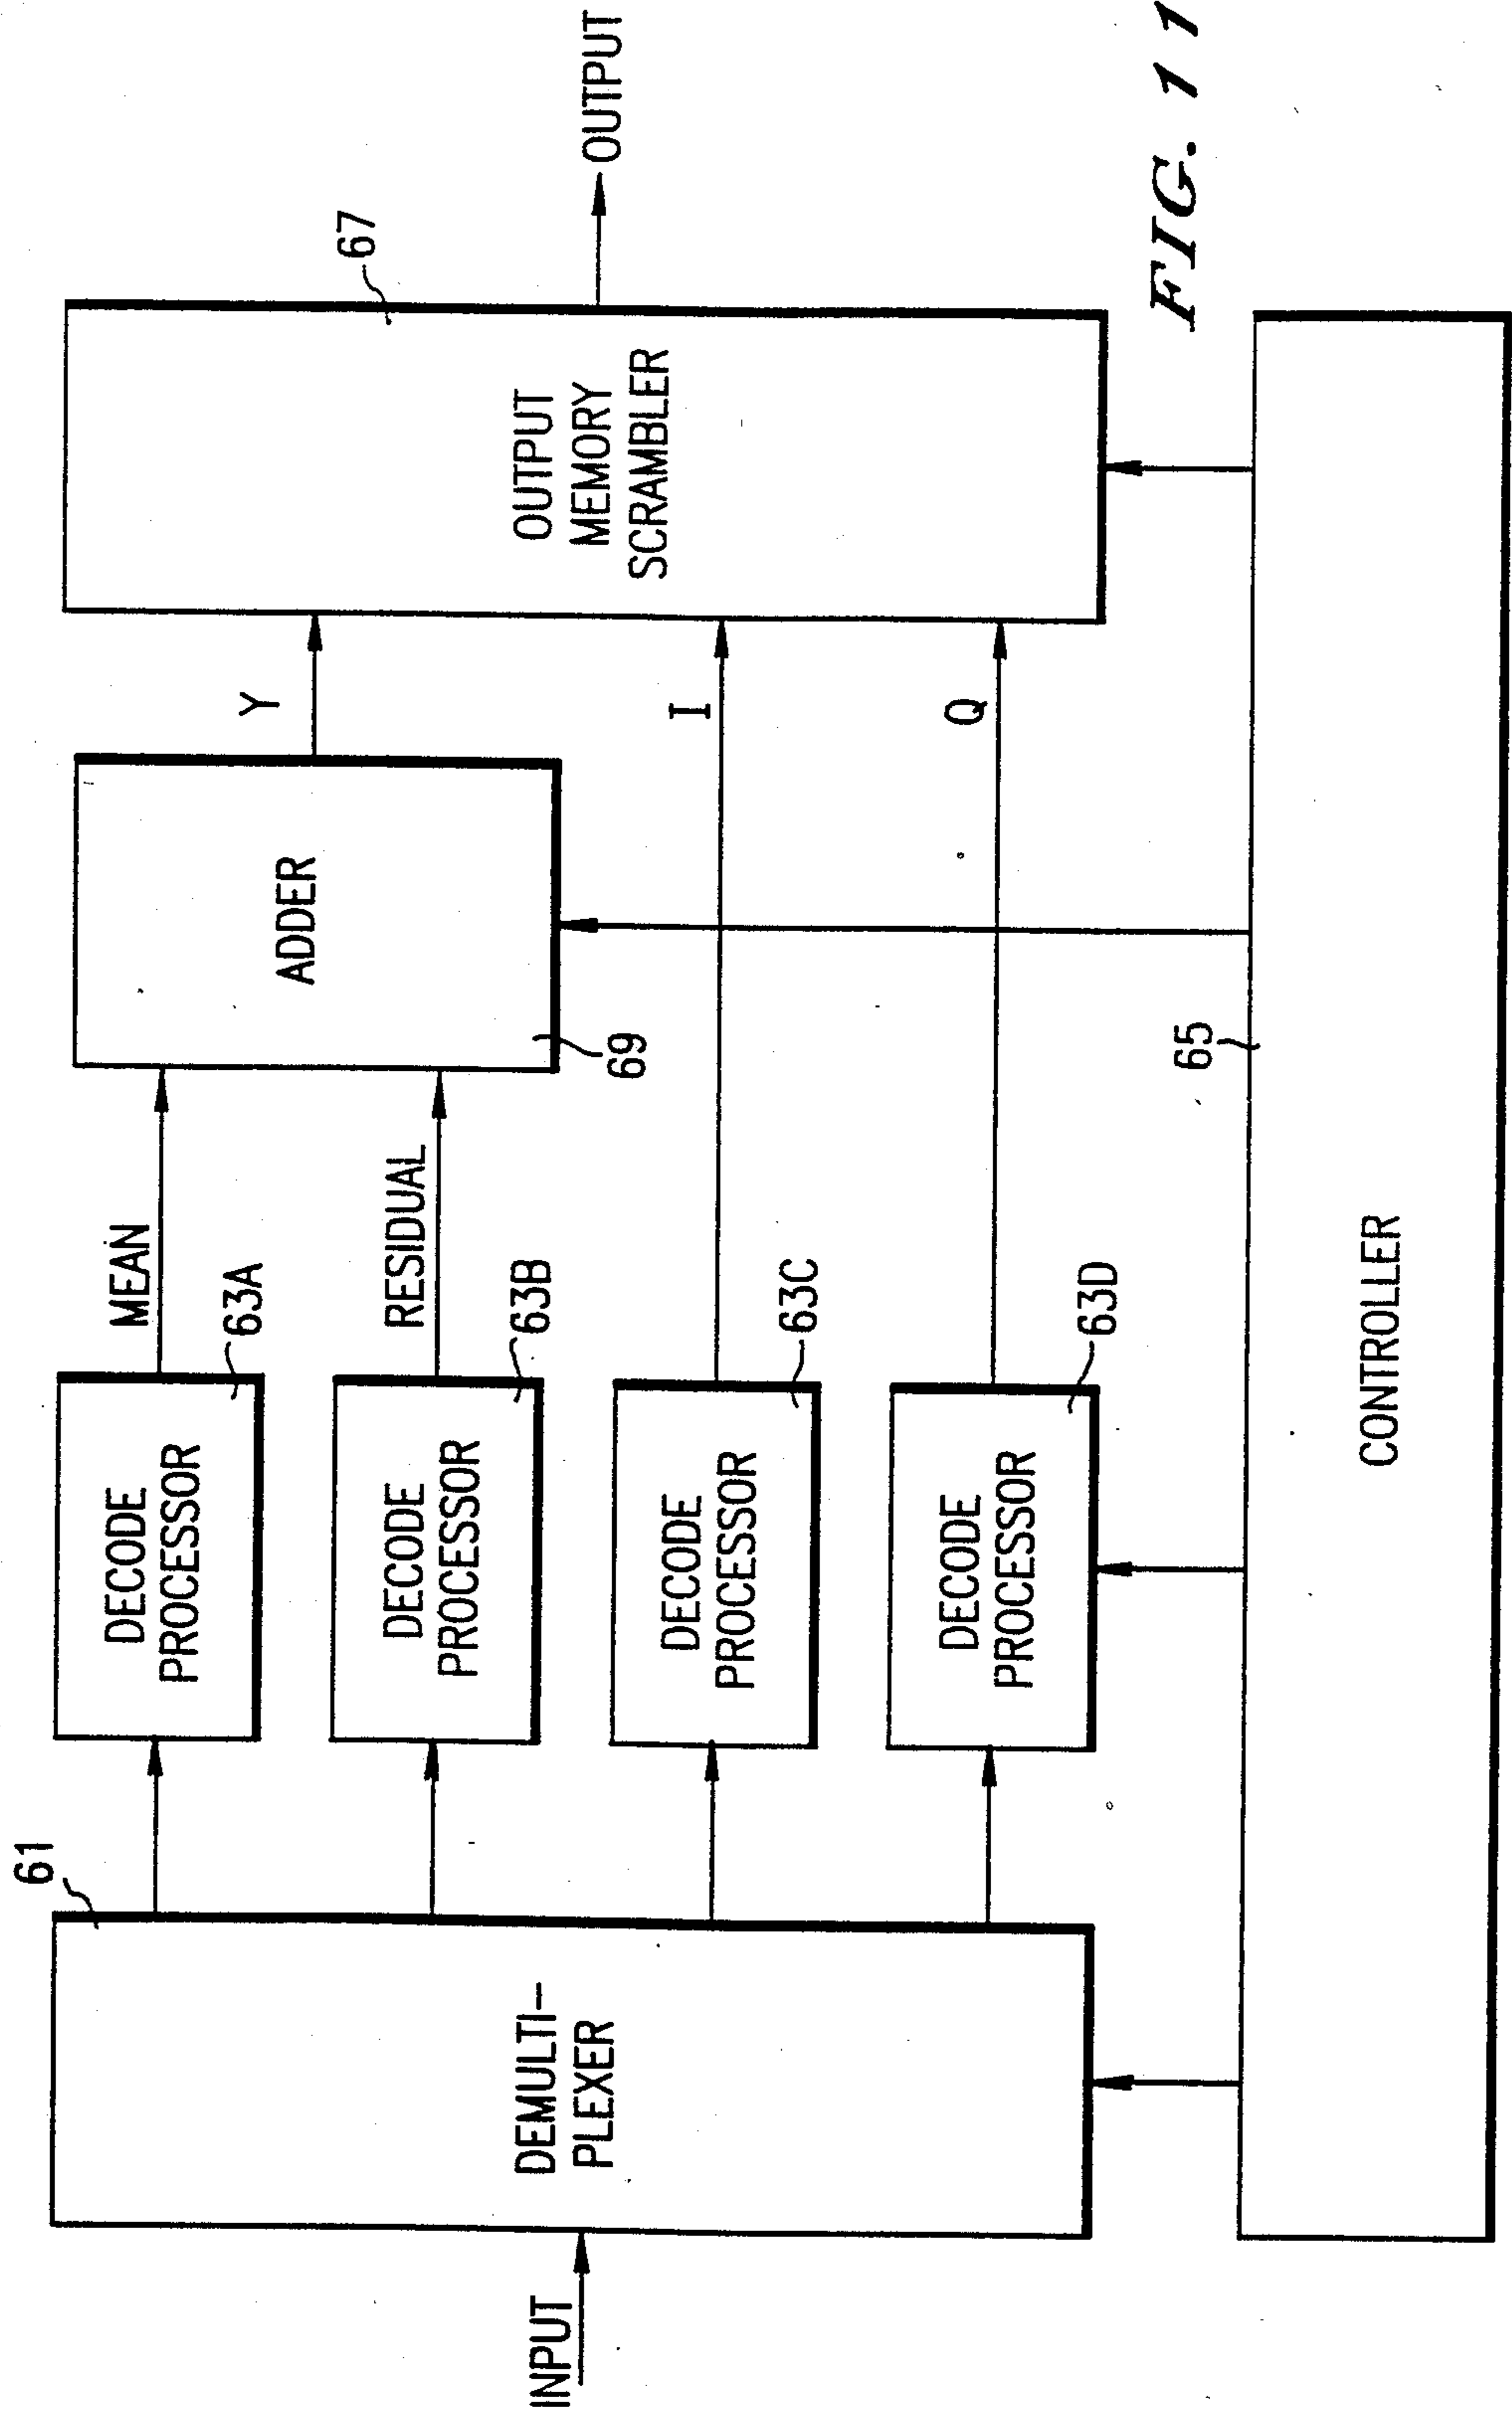 INPUT
DEMULTI-
PLEXER
61
DECODE
PROCESSOR
63A
MEAN
DECODE
PROCESSOR
63B
RESIDUAL
DECODE
PROCESSOR
63C
DECODE
PROCESSOR
63D
ADDER
69
Y
I
Q
OUTPUT
MEMORY
SCRAMBLER
67
OUTPUT
65
CONTROLLER
FIG. 11